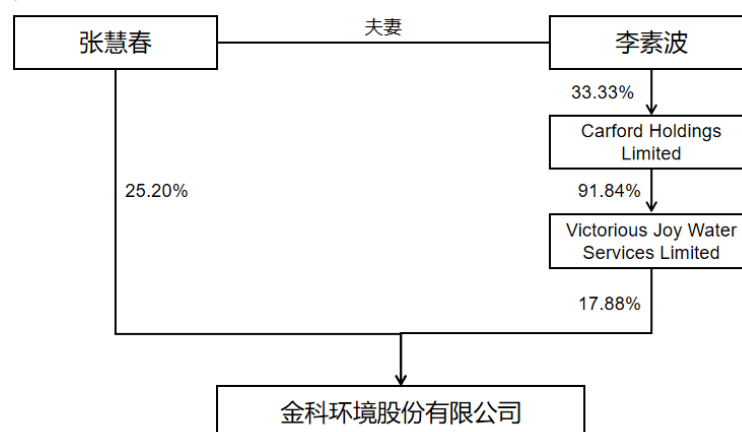 张慧春
夫妻
李素波
33.33%
Carford Holdings
Limited
25.20%
91.84%
Victorious Joy Water
Services Limited
17.88%
金科环境股份有限公司